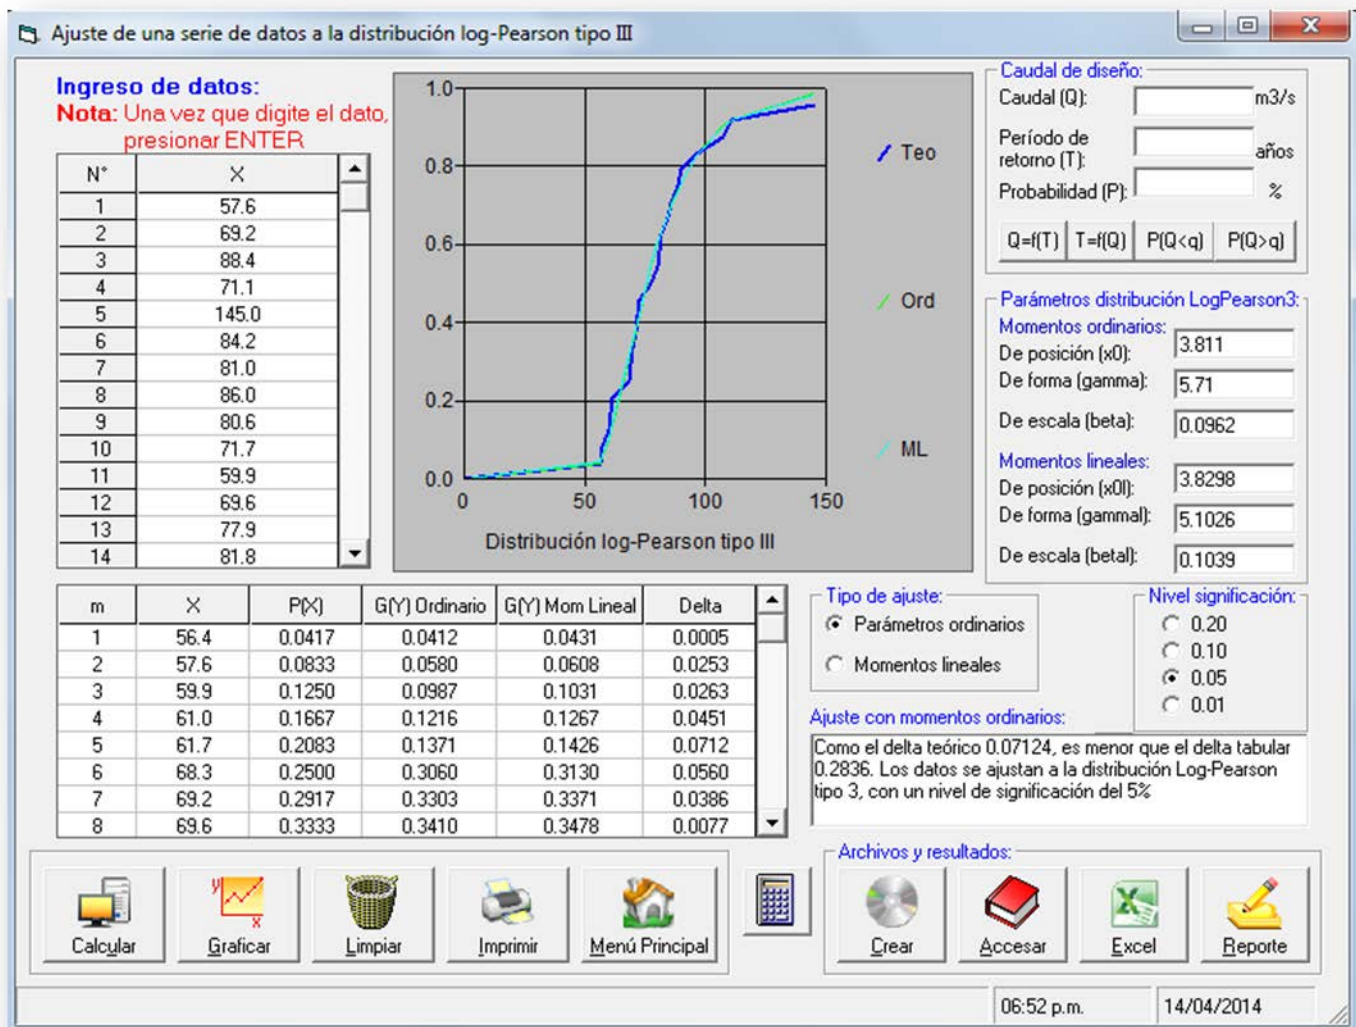 Ajuste de una serie de datos a la distribución log-Pearson tipo III
Ingreso de datos:
Nota: Una vez que digite el dato,
presionar ENTER
N° X
1 57.6
2 69.2
3 88.4
4 71.1
5 145.0
6 84.2
7 81.0
8 86.0
9 80.6
10 71.7
11 59.9
12 69.6
13 77.9
14 81.8
1.0
0.8
0.6
0.4
0.2
0.0
0 50 100 150
Distribución log-Pearson tipo III
Teo
Ord
ML
Caudal de diseño:
Caudal (Q): m3/s
Período de
retorno (T): años
Probabilidad (P): %
Q=f(T) T=f(Q) P(Q<q) P(Q>q)
Parámetros distribución LogPearson3:
Momentos ordinarios:
De posición (x0): 3.811
De forma (gamma): 5.71
De escala (beta): 0.0962
Momentos lineales:
De posición (x0l): 3.8298
De forma (gammal): 5.1026
De escala (betal): 0.1039
m X P(X) G(Y) Ordinario G(Y) Mom Lineal Delta
1 56.4 0.0417 0.0412 0.0431 0.0005
2 57.6 0.0833 0.0580 0.0608 0.0253
3 59.9 0.1250 0.0987 0.1031 0.0263
4 61.0 0.1667 0.1216 0.1267 0.0451
5 61.7 0.2083 0.1371 0.1426 0.0712
6 68.3 0.2500 0.3060 0.3130 0.0560
7 69.2 0.2917 0.3303 0.3371 0.0386
8 69.6 0.3333 0.3410 0.3478 0.0077
Tipo de ajuste:
Parámetros ordinarios
Momentos lineales
Nivel significación:
0.20
0.10
0.05
0.01
Ajuste con momentos ordinarios:
Como el delta teórico 0.07124, es menor que el delta tabular
0.2836. Los datos se ajustan a la distribución Log-Pearson
tipo 3, con un nivel de significación del 5%
Calcular Graficar Limpiar Imprimir Menú Principal
Archivos y resultados:
Crear Accesar Excel Reporte
06:52 p.m. 14/04/2014